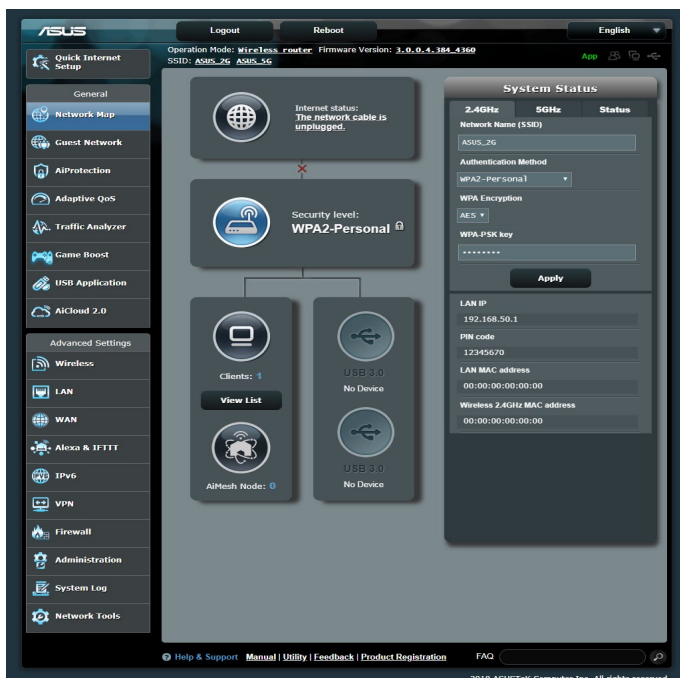 ASUS
Logout
Reboot
English
Quick Internet
Setup
Operation Mode: Wireless router Firmware Version: 3.0.0.4.384_4360
SSID: ASUS_2G ASUS_5G
App
General
Network Map
Guest Network
AiProtection
Adaptive QoS
Traffic Analyzer
Game Boost
USB Application
AiCloud 2.0
Advanced Settings
Wireless
LAN
WAN
Alexa & IFTTT
IPv6
VPN
Firewall
Administration
System Log
Network Tools
Internet status:
The network cable is
unplugged.
Security level:
WPA2-Personal
Clients: 1
View List
AiMesh Node: 0
USB 3.0
No Device
USB 3.0
No Device
System Status
2.4GHz 5GHz Status
Network Name (SSID)
ASUS_2G
Authentication Method
WPA2-Personal
WPA Encryption
AES
WPA-PSK key
········
Apply
LAN IP
192.168.50.1
PIN code
12345670
LAN MAC address
00:00:00:00:00:00
Wireless 2.4GHz MAC address
00:00:00:00:00:00
Help & Support Manual | Utility | Feedback | Product Registration FAQ
2018 ASUSTeK Computer Inc. All rights reserved